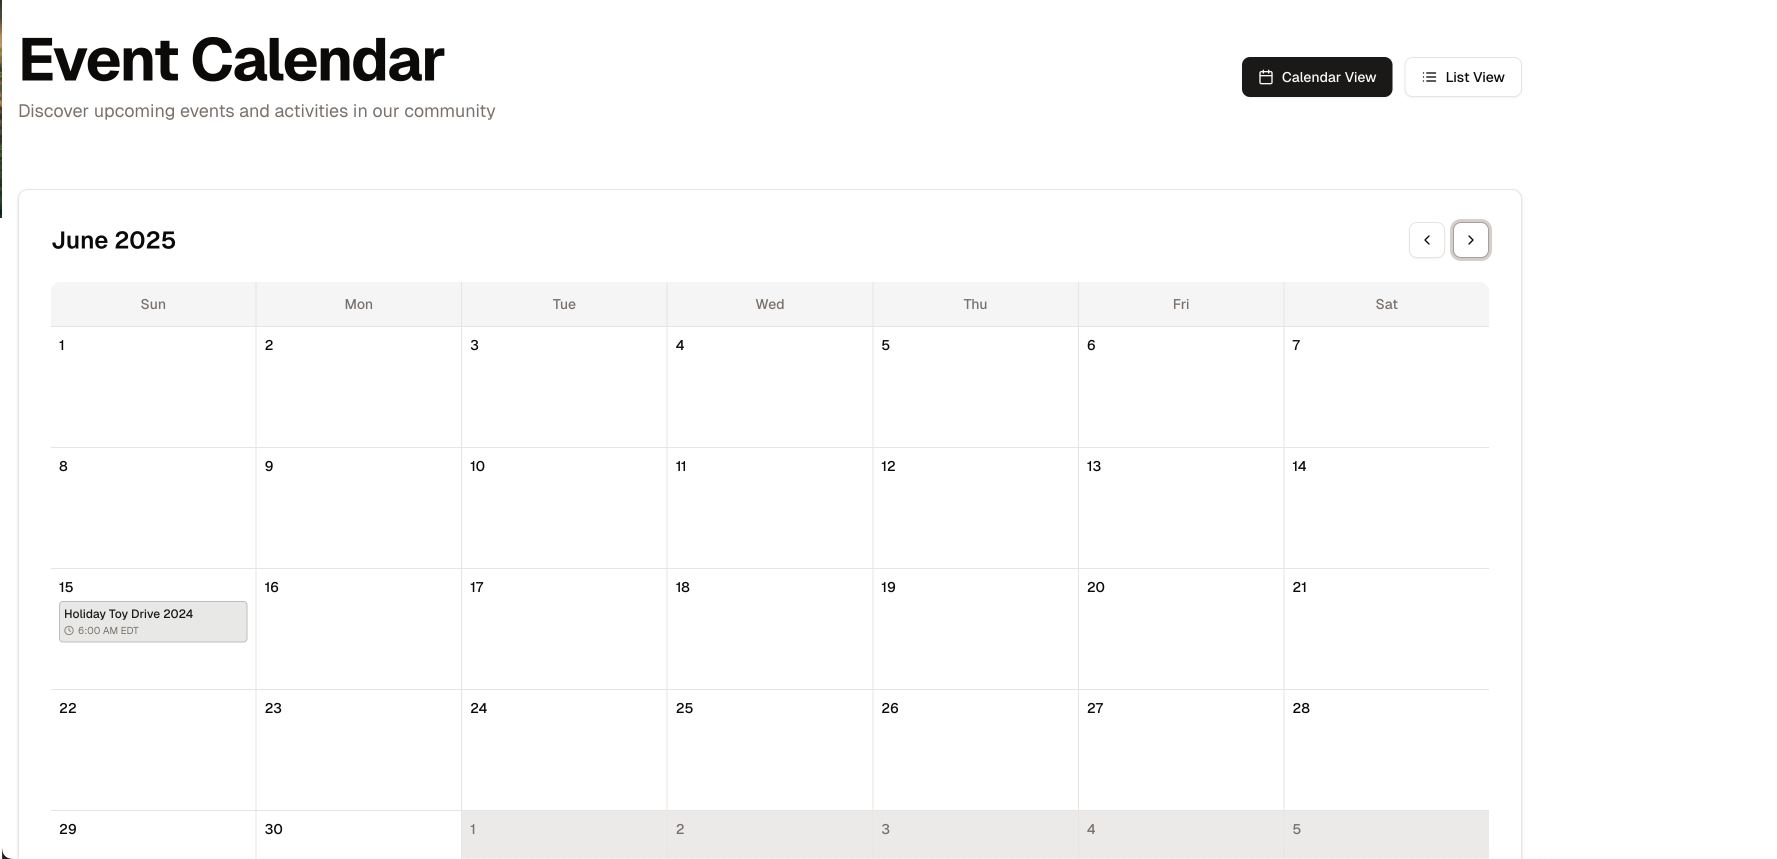 Event Calendar
Discover upcoming events and activities in our community
Calendar View
List View
June 2025
Sun Mon Tue Wed Thu Fri Sat
1 2 3 4 5 6 7
8 9 10 11 12 13 14
15 16 17 18 19 20 21
Holiday Toy Drive 2024
6:00 AM EDT
22 23 24 25 26 27 28
29 30 1 2 3 4 5